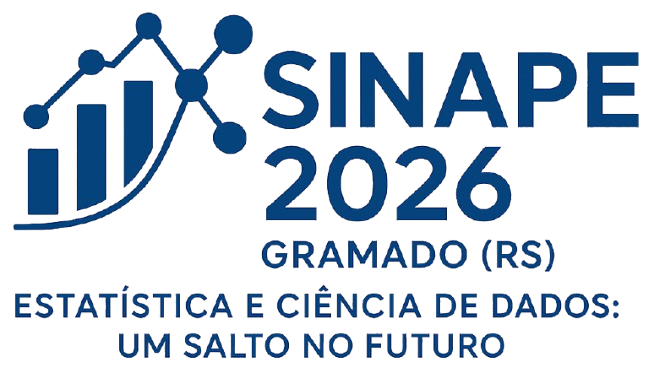 SINAPE
2026
GRAMADO (RS)
ESTATÍSTICA E CIÊNCIA DE DADOS:
UM SALTO NO FUTURO